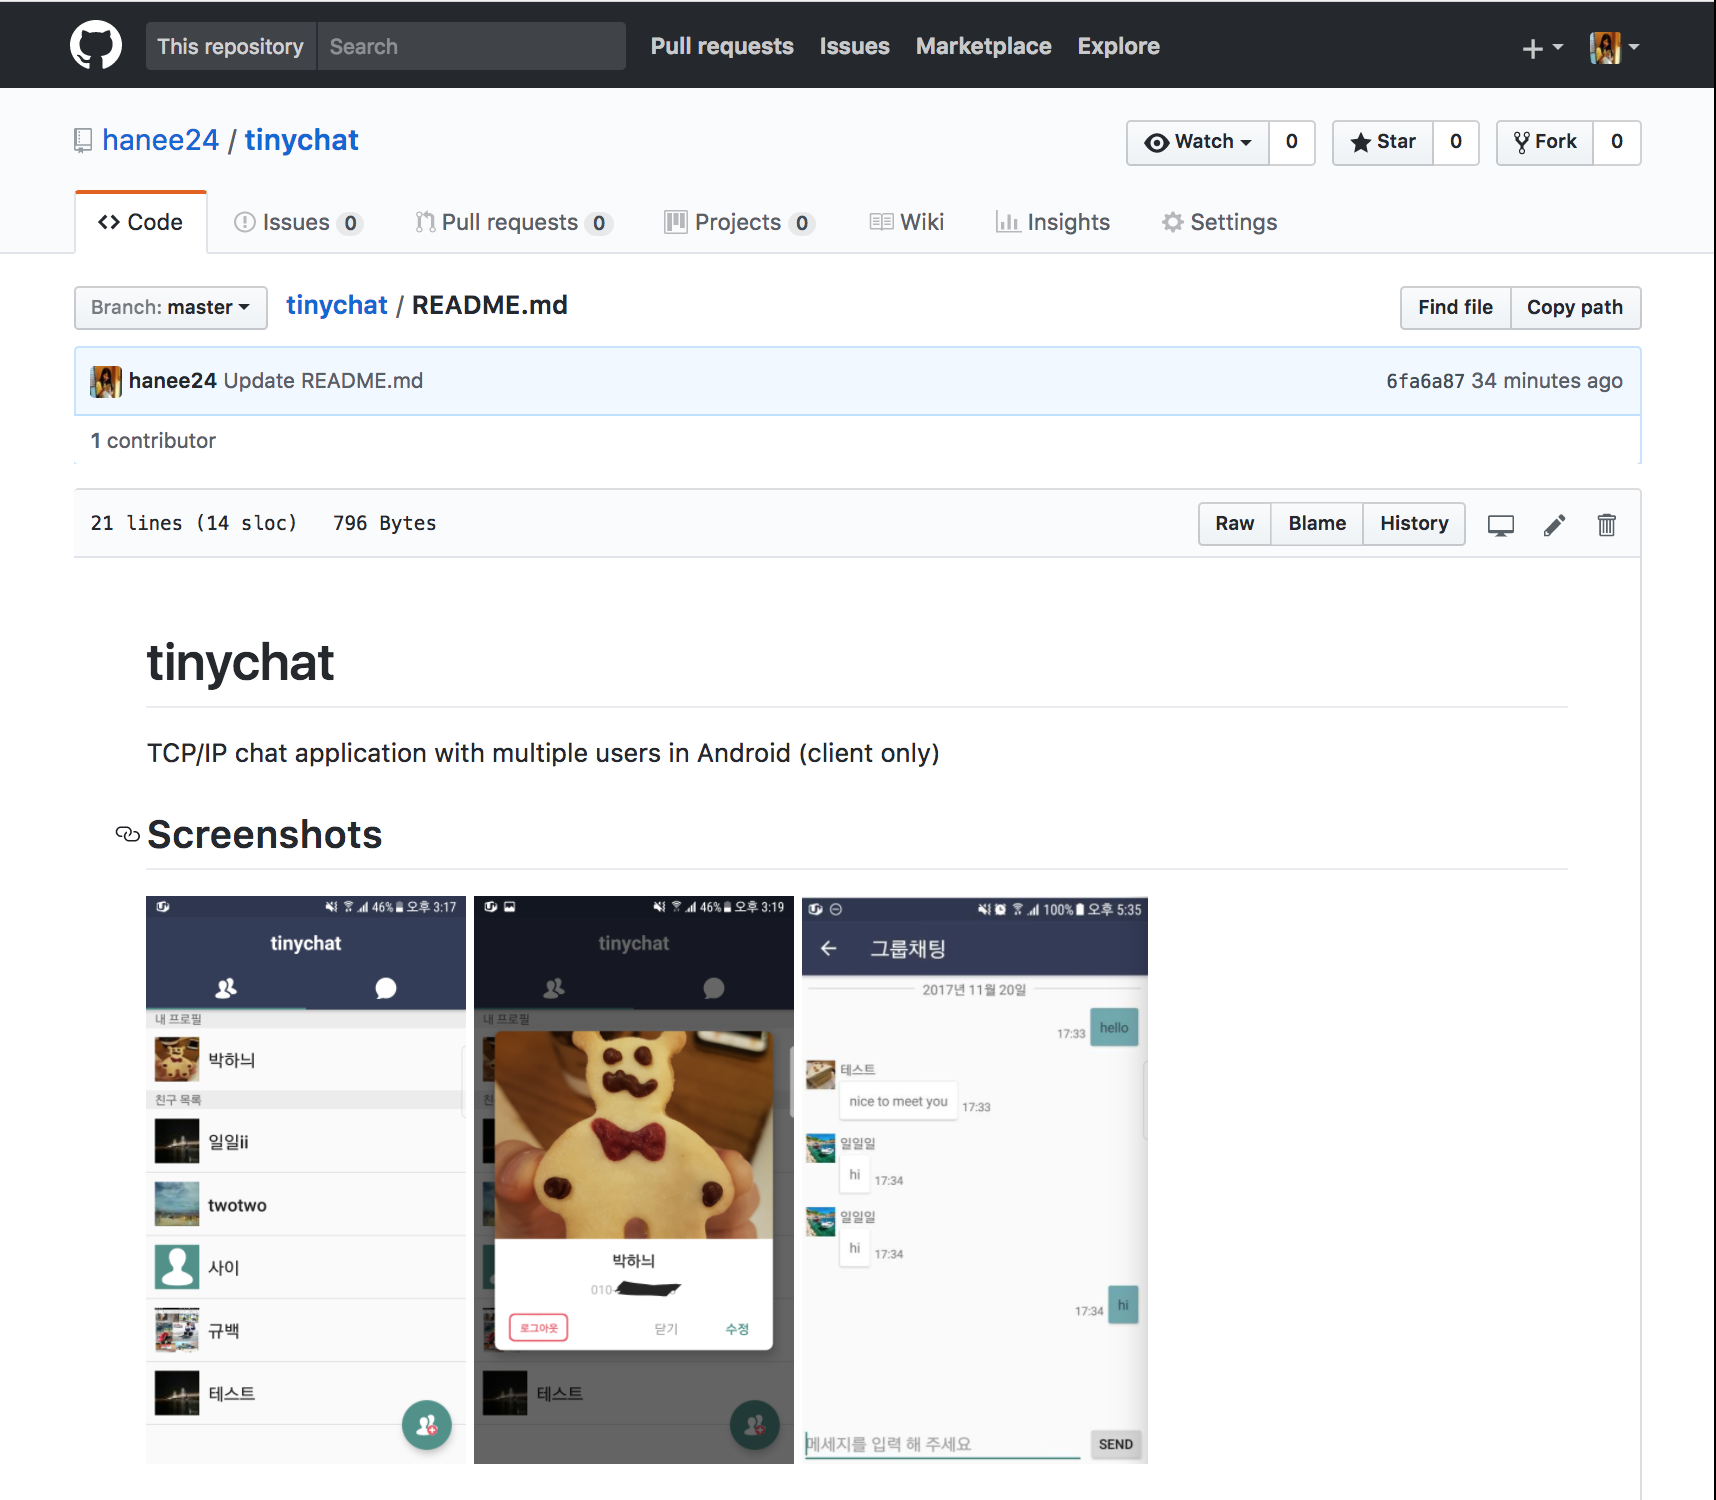 This repository Search Pull requests Issues Marketplace Explore
hanee24 / tinychat Watch 0 Star 0 Fork 0
Code Issues 0 Pull requests 0 Projects 0 Wiki Insights Settings
Branch: master tinychat / README.md Find file Copy path
hanee24 Update README.md 6fa6a87 34 minutes ago
1 contributor
21 lines (14 sloc) 796 Bytes Raw Blame History
tinychat
TCP/IP chat application with multiple users in Android (client only)
Screenshots
46% 오후 3:17
tinychat
내 프로필
박하늬
친구 목록
일일ii
twotwo
사이
규백
테스트
46% 오후 3:19
tinychat
내 프로필
박하늬
010-
로그아웃 닫기 수정
테스트
100% 오후 5:35
그룹채팅
2017년 11월 20일
17:33 hello
테스트
nice to meet you 17:33
일일일
hi 17:34
일일일
hi 17:34
17:34 hi
메세지를 입력 해 주세요 SEND